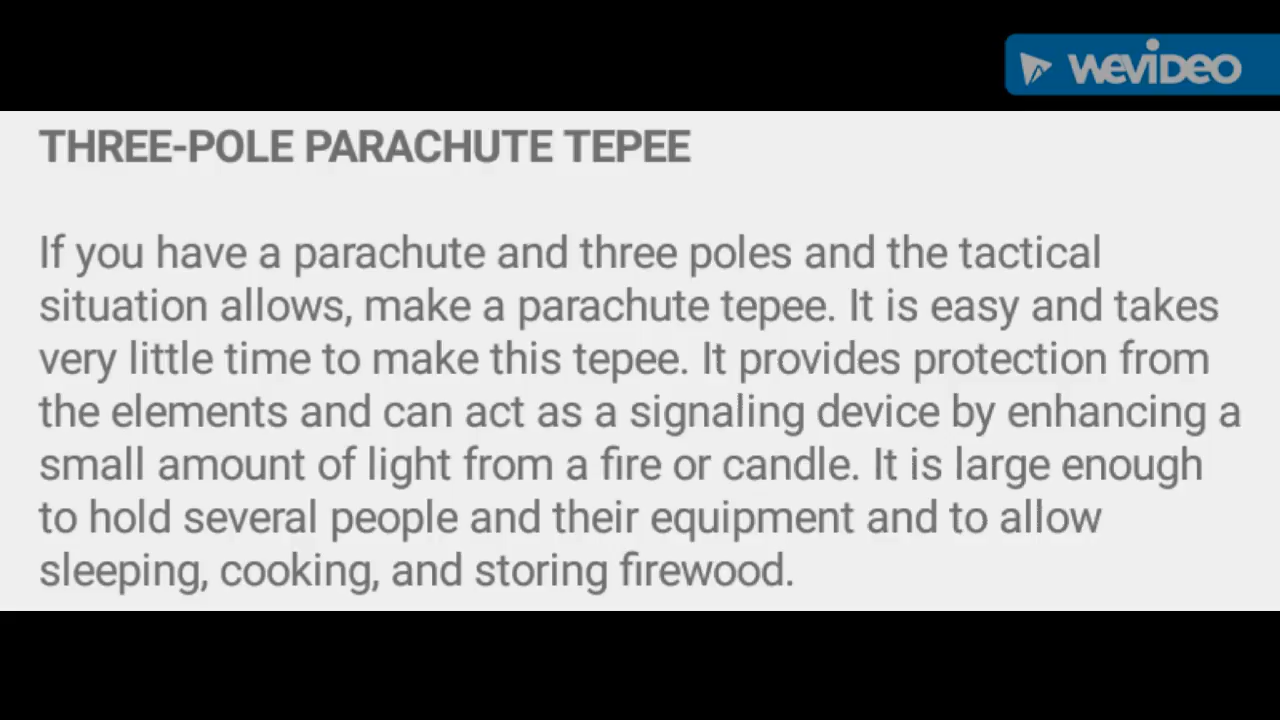 WEVIDEO
THREE-POLE PARACHUTE TEPEE
If you have a parachute and three poles and the tactical
situation allows, make a parachute tepee. It is easy and takes
very little time to make this tepee. It provides protection from
the elements and can act as a signaling device by enhancing a
small amount of light from a fire or candle. It is large enough
to hold several people and their equipment and to allow
sleeping, cooking, and storing firewood.